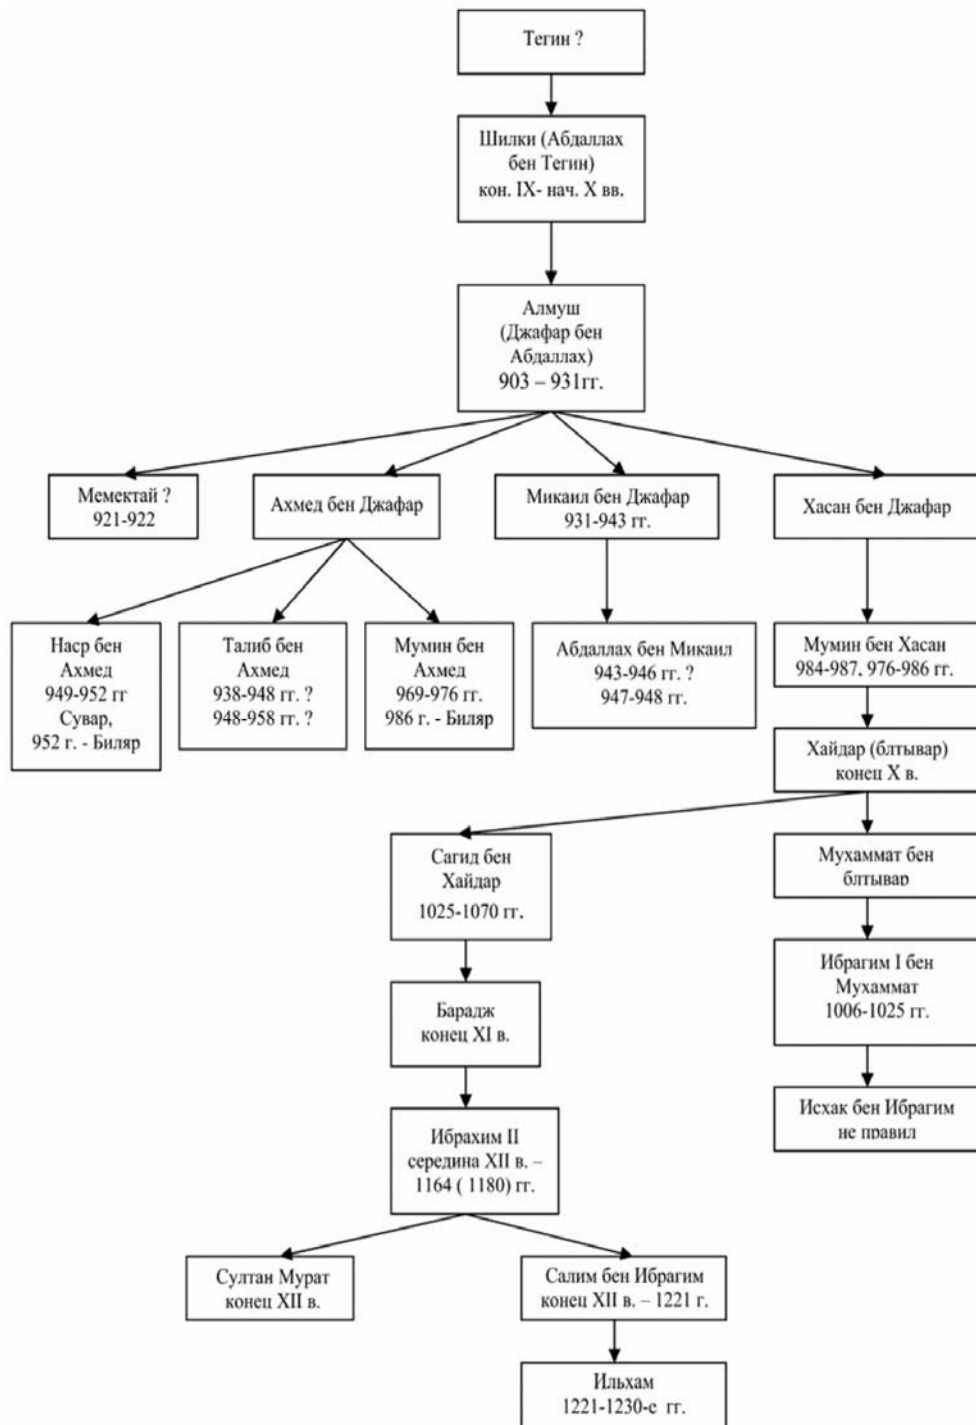 Тегин ?
Шилки (Абдаллах
бен Тегин)
кон. IX- нач. X вв.
Алмуш
(Джафар бен
Абдаллах)
903 – 931гг.
Мемектай ?
921-922
Ахмед бен Джафар
Микаил бен Джафар
931-943 гг.
Хасан бен Джафар
Наср бен
Ахмед
949-952 гг
Сувар,
952 г. - Биляр
Талиб бен
Ахмед
938-948 гг. ?
948-958 гг. ?
Мумин бен
Ахмед
969-976 гг.
986 г. - Биляр
Абдаллах бен Микаил
943-946 гг. ?
947-948 гг.
Мумин бен Хасан
984-987, 976-986 гг.
Хайдар (блтывар)
конец X в.
Сагид бен
Хайдар
1025-1070 гг.
Мухаммат бен
блтывар
Барадж
конец XI в.
Ибрагим I бен
Мухаммат
1006-1025 гг.
Ибрахим II
середина XII в. –
1164 ( 1180) гг.
Исхак бен Ибрагим
не правил
Султан Мурат
конец XII в.
Салим бен Ибрагим
конец XII в. – 1221 г.
Ильхам
1221-1230-е гг.